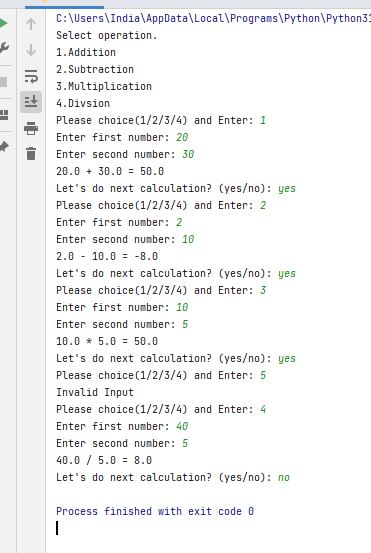 C:\Users\India\AppData\Local\Programs\Python\Python31
Select operation.
1.Addition
2.Subtraction
3.Multiplication
4.Divsion
Please choice(1/2/3/4) and Enter: 1
Enter first number: 20
Enter second number: 30
20.0 + 30.0 = 50.0
Let's do next calculation? (yes/no): yes
Please choice(1/2/3/4) and Enter: 2
Enter first number: 2
Enter second number: 10
2.0 - 10.0 = -8.0
Let's do next calculation? (yes/no): yes
Please choice(1/2/3/4) and Enter: 3
Enter first number: 10
Enter second number: 5
10.0 * 5.0 = 50.0
Let's do next calculation? (yes/no): yes
Please choice(1/2/3/4) and Enter: 5
Invalid Input
Please choice(1/2/3/4) and Enter: 4
Enter first number: 40
Enter second number: 5
40.0 / 5.0 = 8.0
Let's do next calculation? (yes/no): no
Process finished with exit code 0